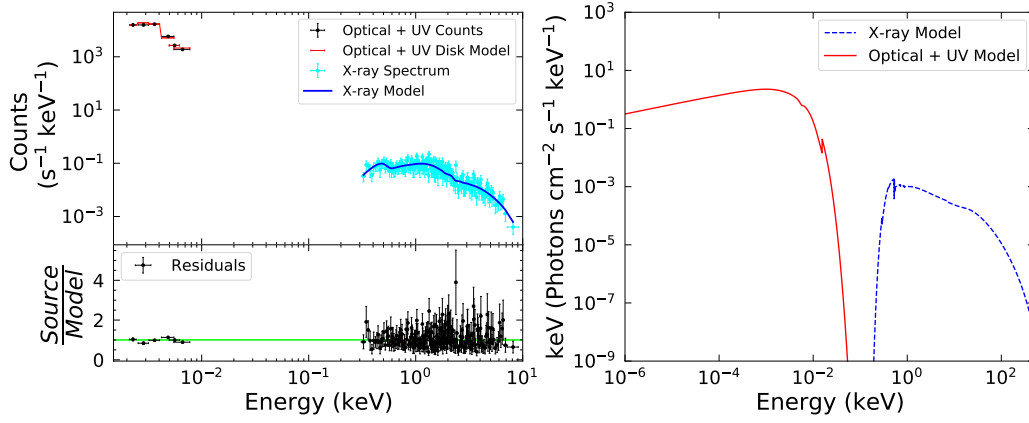 Counts
(s⁻¹ keV⁻¹)
10³
10¹
10⁻¹
10⁻³
Optical + UV Counts
Optical + UV Disk Model
X-ray Spectrum
X-ray Model
Source
Model
4
2
0
Residuals
10⁻²
10⁻¹
10⁰
10¹
Energy (keV)
keV (Photons cm⁻² s⁻¹ keV⁻¹)
10³
10¹
10⁻¹
10⁻³
10⁻⁵
10⁻⁷
10⁻⁹
X-ray Model
Optical + UV Model
10⁻⁶
10⁻⁴
10⁻²
10⁰
10²
Energy (keV)